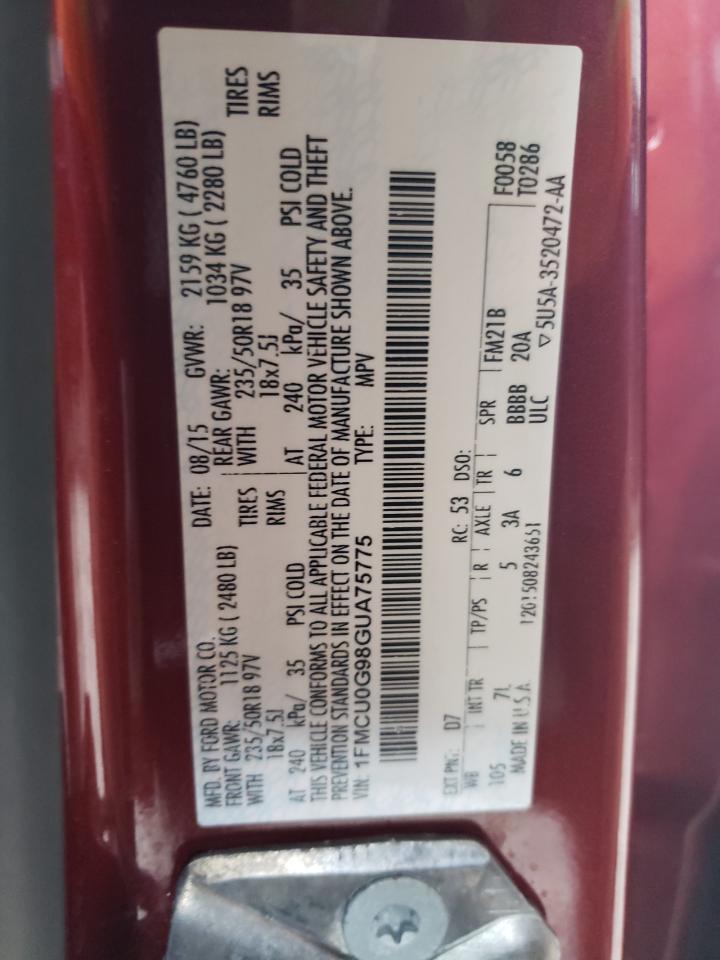 MFD. BY FORD MOTOR CO. DATE: 08/15 GVWR: 2159 KG ( 4760 LB)
FRONT GAWR: 1125 KG ( 2480 LB) REAR GAWR: 1034 KG ( 2280 LB)
WITH 235/50R18 97V TIRES WITH 235/50R18 97V TIRES
18x7.5J RIMS 18x7.5J RIMS
AT 240 kPa/ 35 PSI COLD AT 240 kPa/ 35 PSI COLD
THIS VEHICLE CONFORMS TO ALL APPLICABLE FEDERAL MOTOR VEHICLE SAFETY AND THEFT
PREVENTION STANDARDS IN EFFECT ON THE DATE OF MANUFACTURE SHOWN ABOVE.
VIN: 1FMCU0G98GUA75775 TYPE: MPV
EXT PNT: D7 RC: 53 DSO: F0058
WB INT TR TP/PS R AXLE TR SPR FM21B T0286
105 7L 5 3A 6 BBBB 20A
MADE IN U.S.A. 12G1508243651 ULC ▽5U5A-3520472-AA